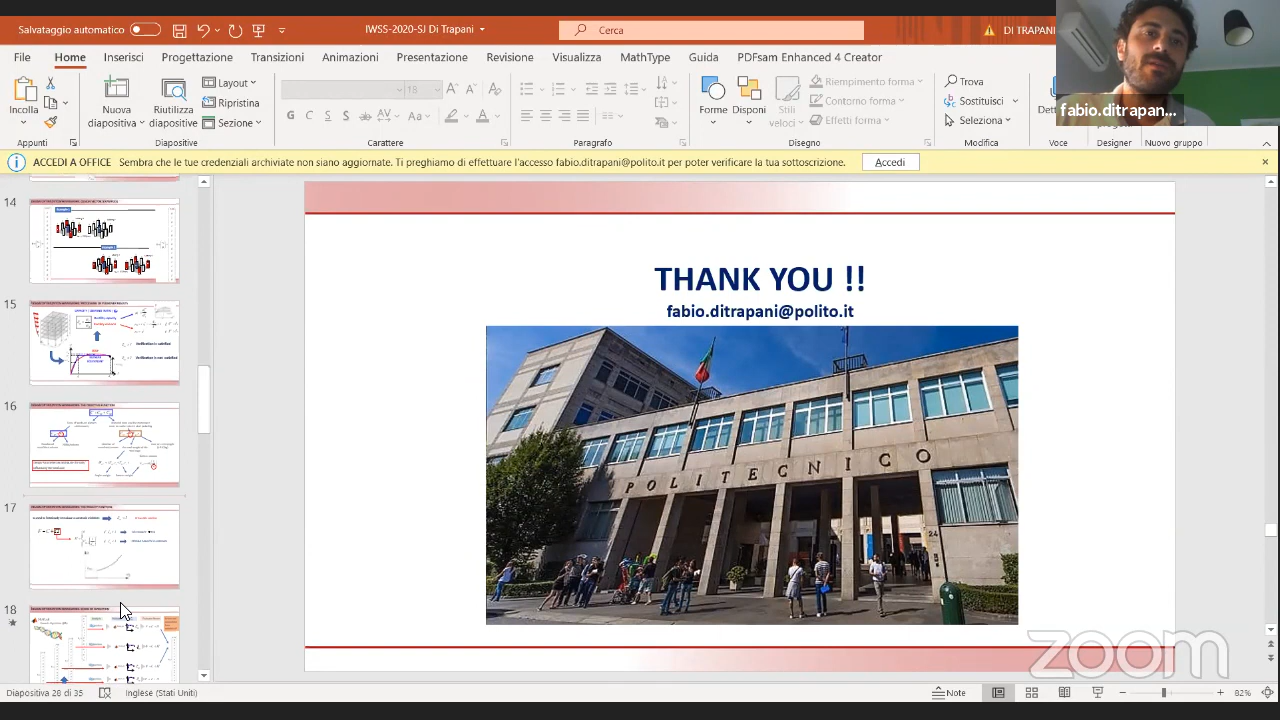 Salvataggio automatico
IWSS-2020-SJ Di Trapani
Cerca
DI TRAPANI
File
Home
Inserisci
Progettazione
Transizioni
Animazioni
Presentazione
Revisione
Visualizza
MathType
Guida
PDFsam Enhanced 4 Creator
fabio.ditrapan...
Incolla
Nuova diapositiva
Riutilizza diapositive
Layout
Ripristina
Sezione
18
Forme
Disponi
Stili veloci
Riempimento forma
Contorno forma
Effetti forma
Trova
Sostituisci
Seleziona
Appunti
Diapositive
Carattere
Paragrafo
Disegno
Modifica
Voce
Designer
Nuovo gruppo
ACCEDI A OFFICE Sembra che le tue credenziali archiviate non siano aggiornate. Ti preghiamo di effettuare l'accesso fabio.ditrapani@polito.it per poter verificare la tua sottoscrizione.
Accedi
14
15
16
17
18
THANK YOU !!
fabio.ditrapani@polito.it
POLITECNICO
24
zoom
Diapositiva 28 di 35
Inglese (Stati Uniti)
Note
82%